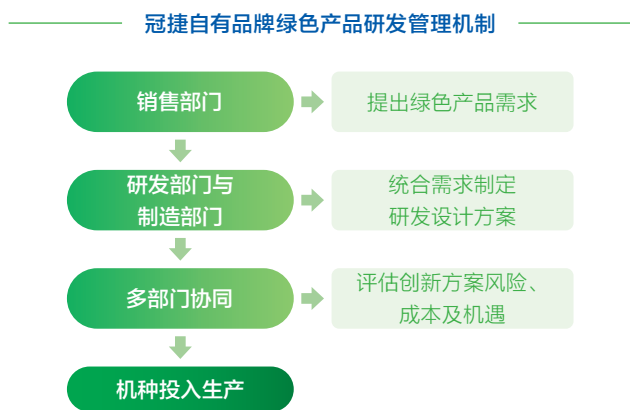 冠捷自有品牌绿色产品研发管理机制
销售部门
提出绿色产品需求
研发部门与
制造部门
统合需求制定
研发设计方案
多部门协同
评估创新方案风险、
成本及机遇
机种投入生产